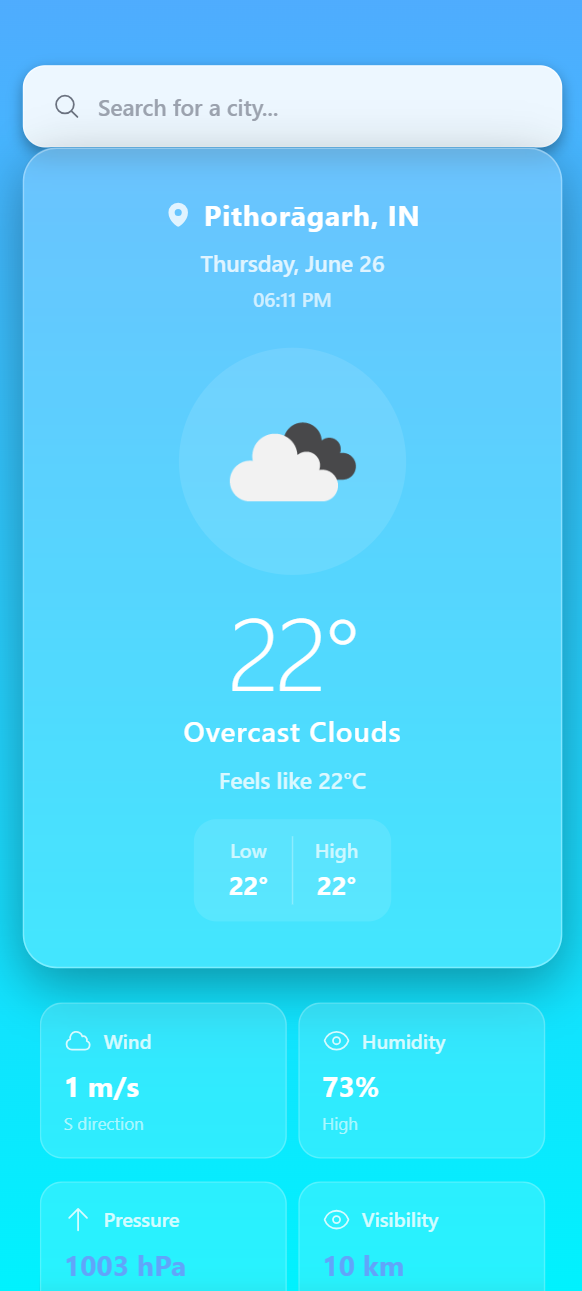 Search for a city...
Pithorāgarh, IN
Thursday, June 26
06:11 PM
22°
Overcast Clouds
Feels like 22°C
Low High
22° 22°
Wind
1 m/s
S direction
Humidity
73%
High
Pressure
1003 hPa
Visibility
10 km